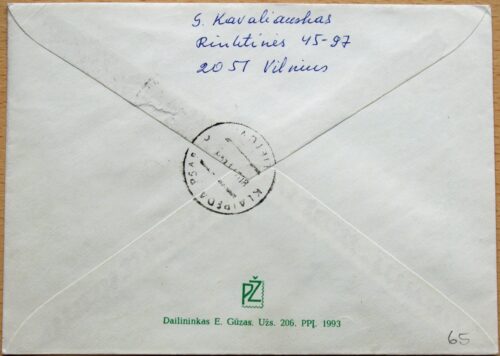 G. Kavaliauskas
Rinktinės 45-97
2051 Vilnius
KLAIPĖDA
PŽ
Dailininkas E. Gūzas. Užs. 206. PPĮ. 1993
65